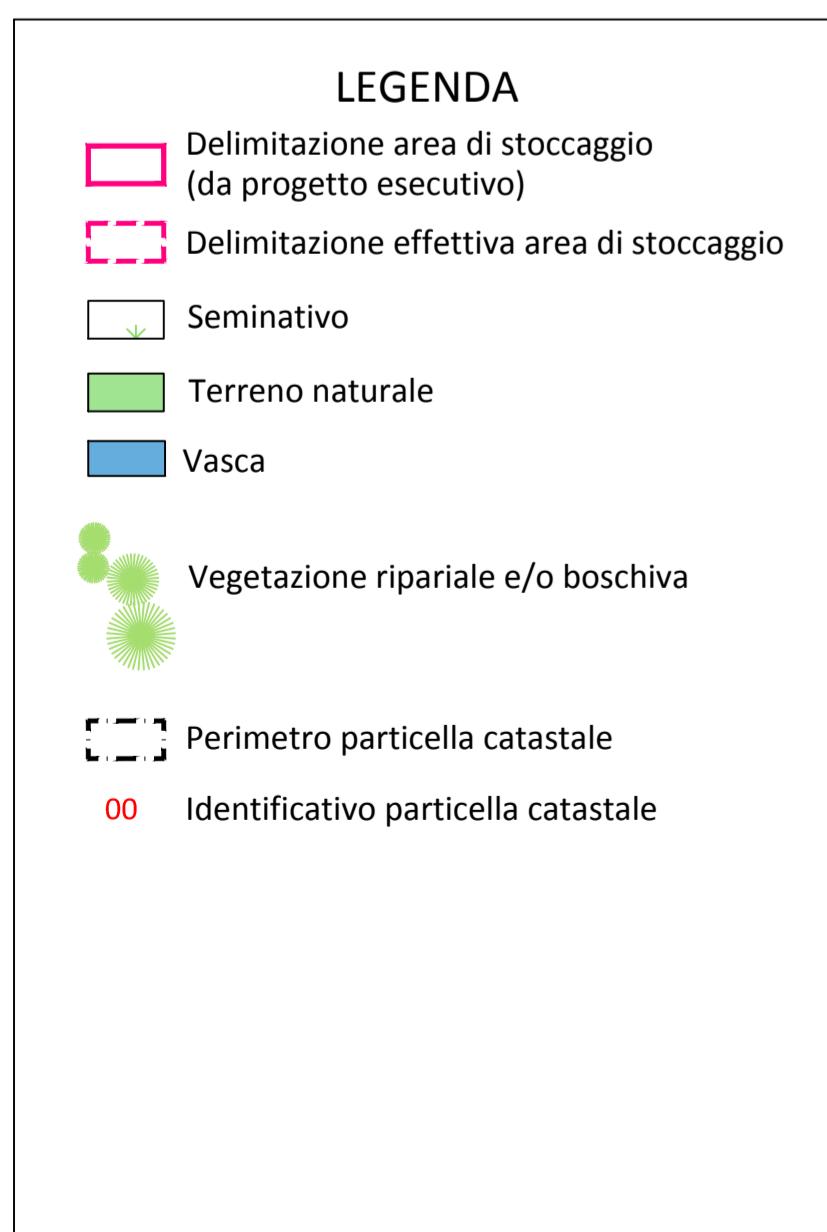 LEGENDA
Delimitazione area di stoccaggio
(da progetto esecutivo)
Delimitazione effettiva area di stoccaggio
Seminativo
Terreno naturale
Vasca
Vegetazione ripariale e/o boschiva
Perimetro particella catastale
00 Identificativo particella catastale